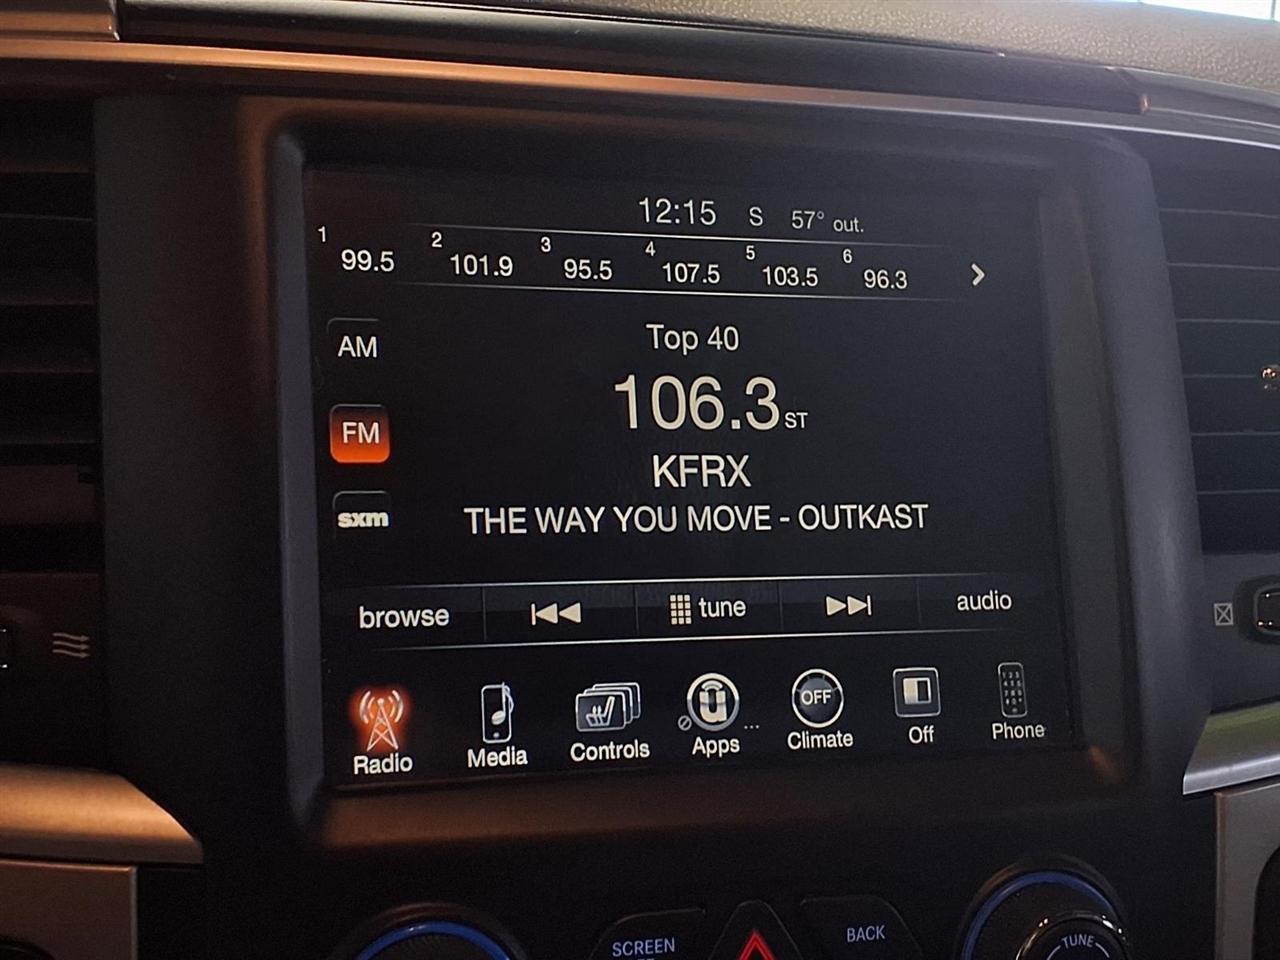 12:15 S 57° out.
1 99.5 2 101.9 3 95.5 4 107.5 5 103.5 6 96.3
AM
Top 40
106.3 ST
FM
KFRX
sxm
THE WAY YOU MOVE - OUTKAST
browse tune audio
OFF
Radio Media Controls Apps ... Climate Off Phone
SCREEN BACK TUNE